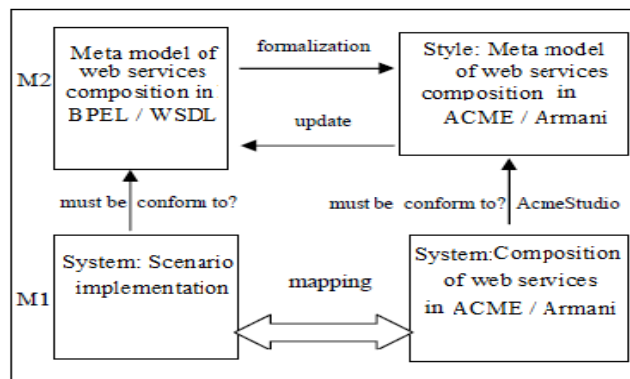 Meta model of
web services
composition in
BPEL / WSDL
formalization
Style: Meta model
of web services
composition in
ACME / Armani
M2
update
must be conform to?
must be conform to? AcmeStudio
System: Scenario
implementation
mapping
System:Composition
of web services
in ACME / Armani
M1